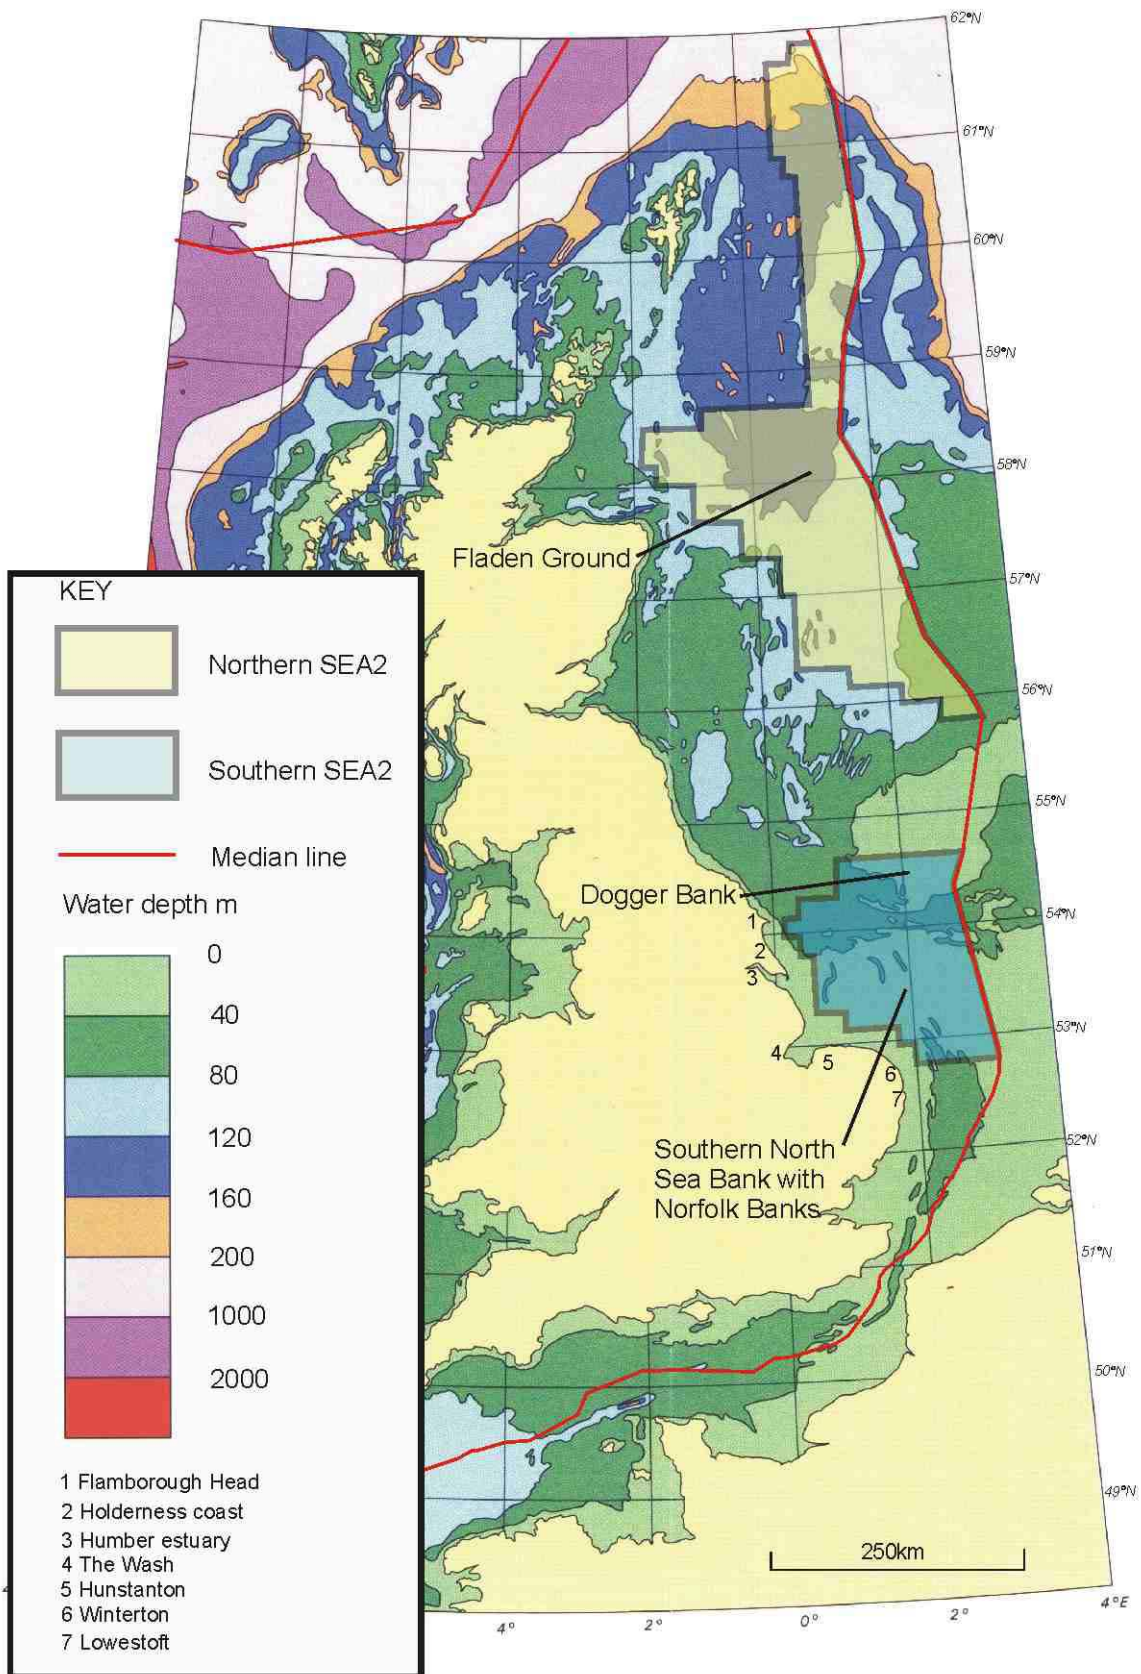 62°N
61°N
60°N
59°N
58°N
57°N
56°N
55°N
54°N
53°N
52°N
51°N
50°N
49°N
Fladen Ground
Dogger Bank
1
2
3
4
5
6
7
Southern North
Sea Bank with
Norfolk Banks
250km
4°
2°
0°
2°
4°E
KEY
Northern SEA2
Southern SEA2
Median line
Water depth m
0
40
80
120
160
200
1000
2000
1 Flamborough Head
2 Holderness coast
3 Humber estuary
4 The Wash
5 Hunstanton
6 Winterton
7 Lowestoft